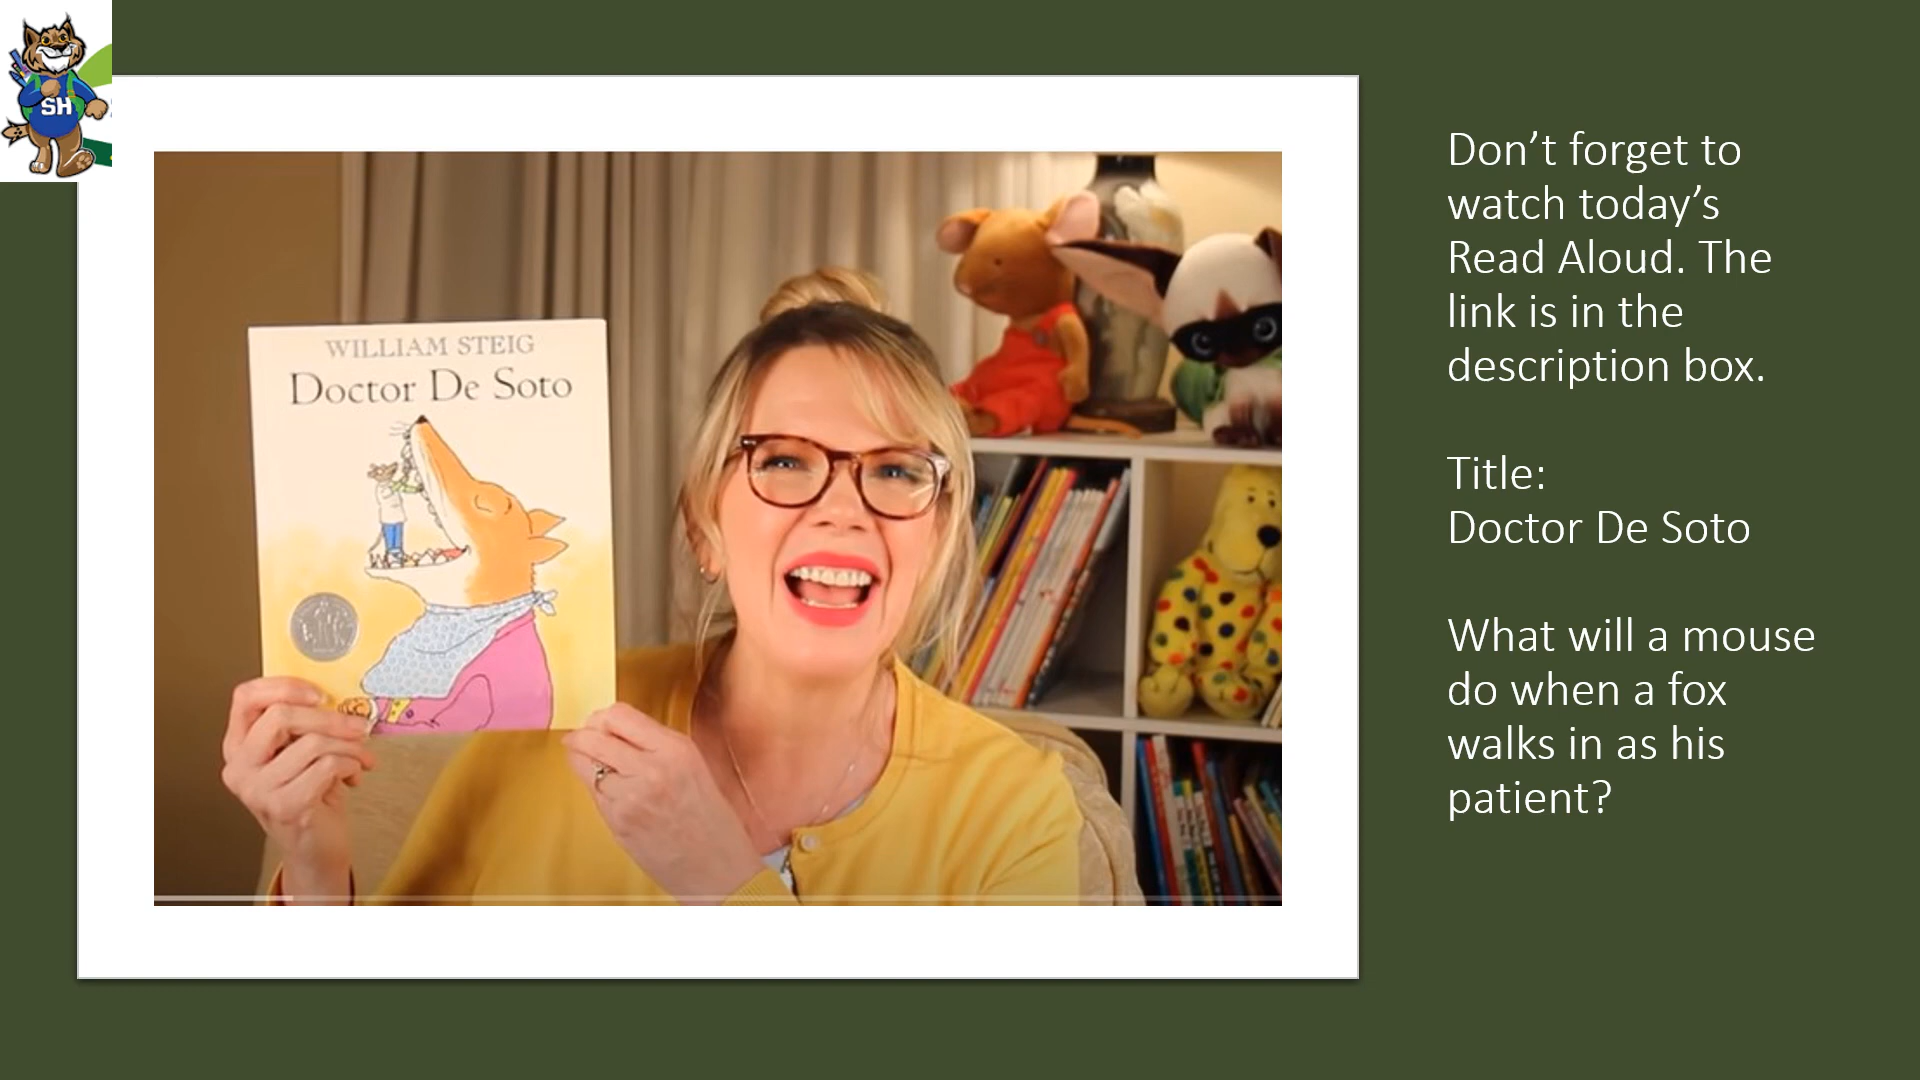 SH
WILLIAM STEIG
Doctor De Soto
Don’t forget to
watch today’s
Read Aloud. The
link is in the
description box.
Title:
Doctor De Soto
What will a mouse
do when a fox
walks in as his
patient?